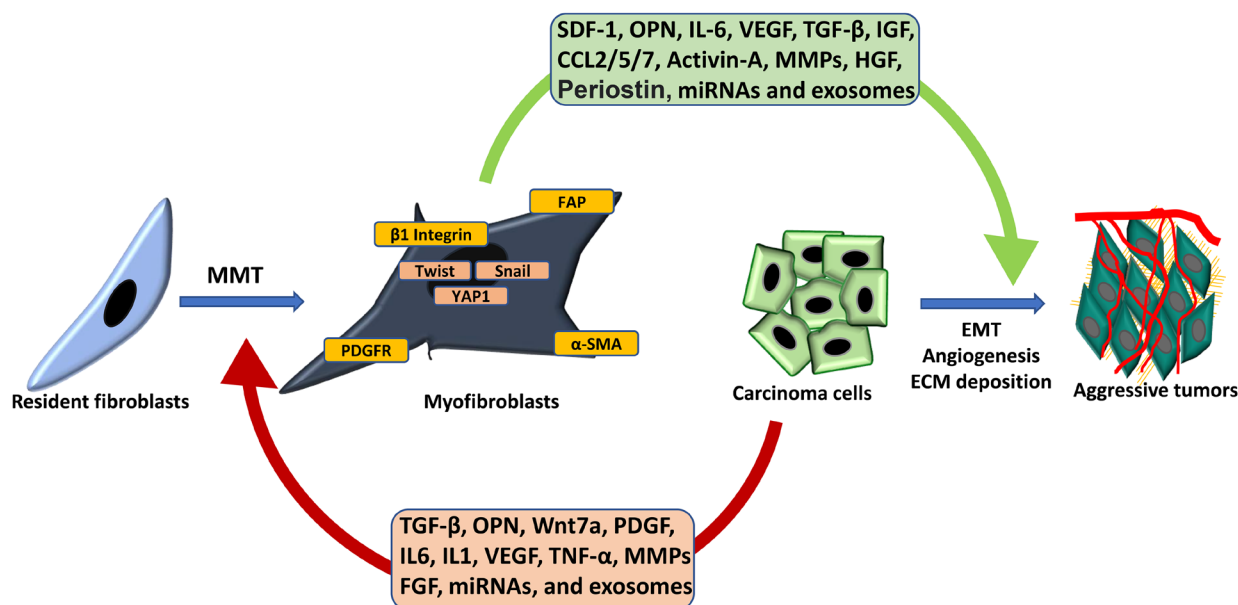 SDF-1, OPN, IL-6, VEGF, TGF-β, IGF,
CCL2/5/7, Activin-A, MMPs, HGF,
Periostin, miRNAs and exosomes
FAP
β1 Integrin
Twist
Snail
YAP1
MMT
PDGFR
α-SMA
EMT
Angiogenesis
ECM deposition
Resident fibroblasts
Myofibroblasts
Carcinoma cells
Aggressive tumors
TGF-β, OPN, Wnt7a, PDGF,
IL6, IL1, VEGF, TNF-α, MMPs
FGF, miRNAs, and exosomes